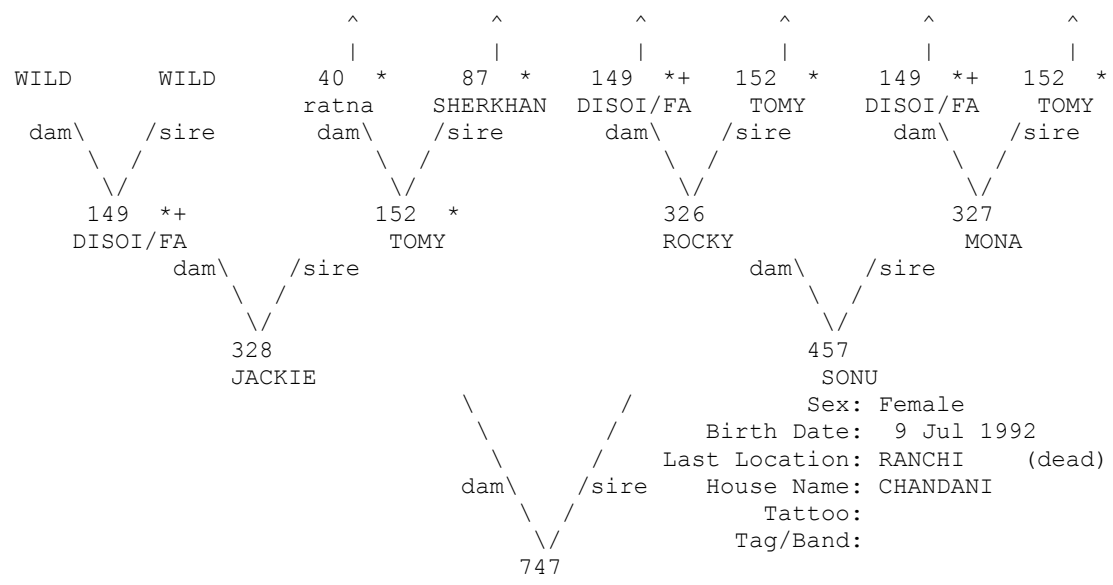 ^ ^ ^ ^ ^ ^
| | | | | |
WILD WILD 40 * 87 * 149 *+ 152 * 149 *+ 152 *
ratna SHERKHAN DISOI/FA TOMY DISOI/FA TOMY
dam\ /sire dam\ /sire dam\ /sire dam\ /sire
\ / \ / \ / \ /
\/ \/ \/ \/
149 *+ 152 * 326 327
DISOI/FA TOMY ROCKY MONA
dam\ /sire dam\ /sire
\ / \ /
\/ \/
328 457
JACKIE SONU
\ / Sex: Female
\ / Birth Date: 9 Jul 1992
\ / Last Location: RANCHI (dead)
dam\ /sire House Name: CHANDANI
\ / Tattoo:
\/ Tag/Band:
747